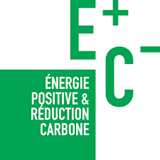 E+
C-
ÉNERGIE
POSITIVE &
RÉDUCTION
CARBONE